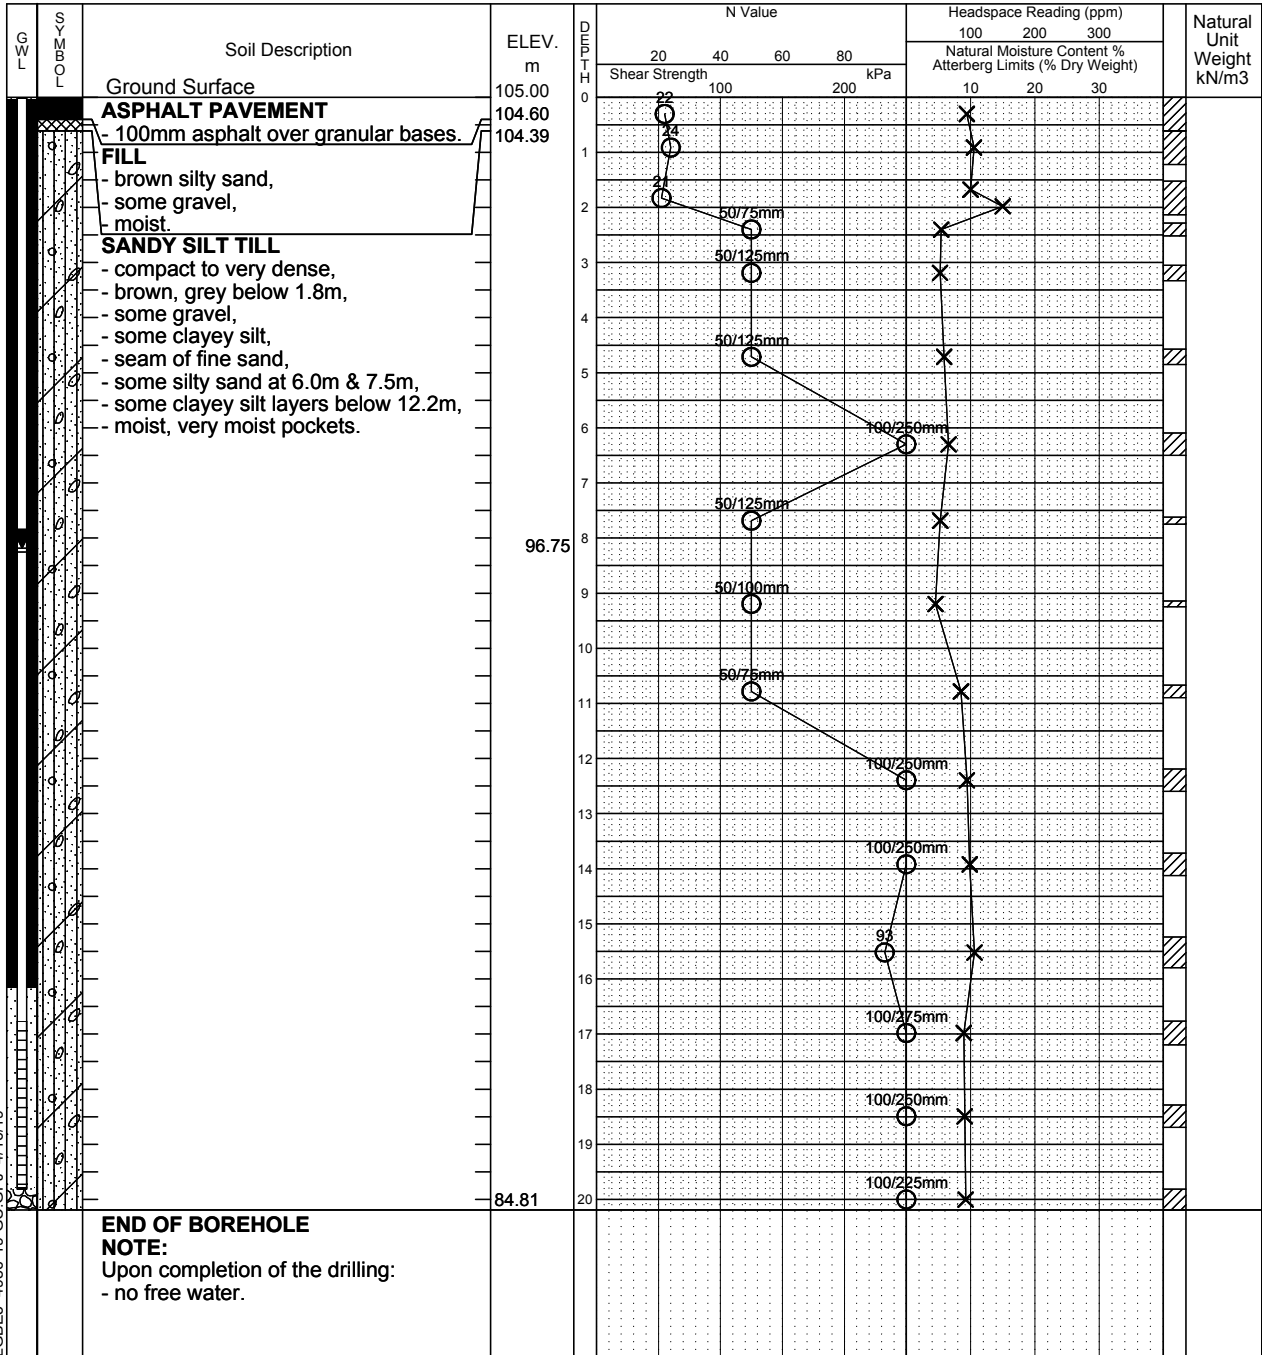 GWL
SYMBOL
Soil Description
Ground Surface
ELEV.
m
105.00
DEPTH
N Value
20 40 60 80
Shear Strength kPa
100 200
Headspace Reading (ppm)
100 200 300
Natural Moisture Content %
Atterberg Limits (% Dry Weight)
10 20 30
Natural
Unit
Weight
kN/m3
0
ASPHALT PAVEMENT 104.60
- 100mm asphalt over granular bases. 104.39
FILL
- brown silty sand,
- some gravel,
- moist.
SANDY SILT TILL
- compact to very dense,
- brown, grey below 1.8m,
- some gravel,
- some clayey silt,
- seam of fine sand,
- some silty sand at 6.0m & 7.5m,
- some clayey silt layers below 12.2m,
- moist, very moist pockets.
96.75
84.81
END OF BOREHOLE
NOTE:
Upon completion of the drilling:
- no free water.
1
2
3
4
5
6
7
8
9
10
11
12
13
14
15
16
17
18
19
20
22
24
21
50/75mm
50/125mm
50/125mm
100/250mm
50/125mm
50/100mm
50/75mm
100/250mm
100/250mm
93
100/275mm
100/250mm
100/225mm